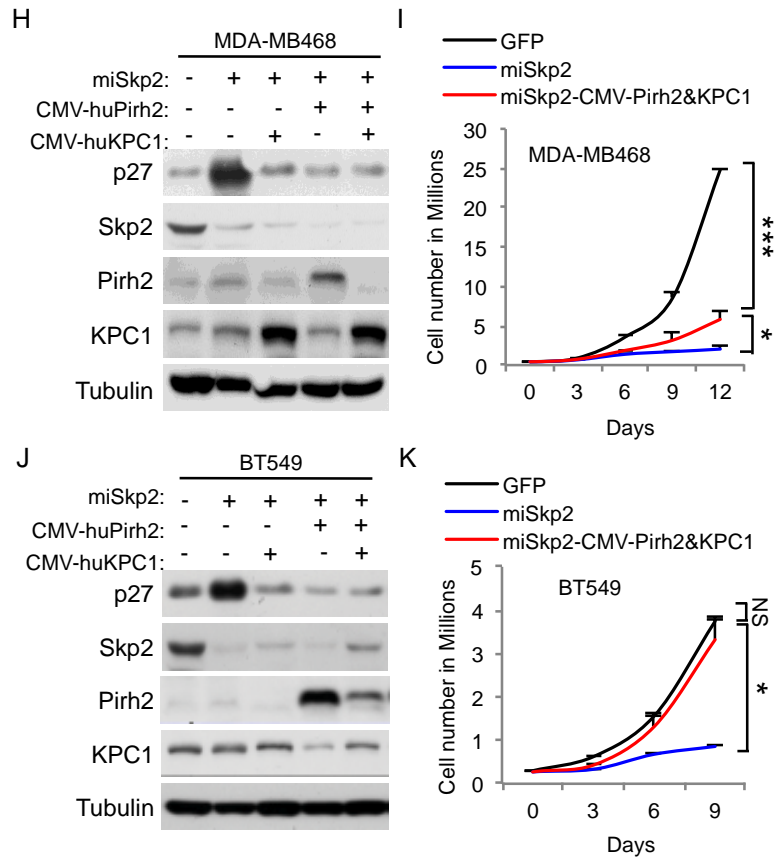 H
MDA-MB468
miSkp2: - + + + +
CMV-huPirh2: - - - + +
CMV-huKPC1: - - + - +
p27
Skp2
Pirh2
KPC1
Tubulin
I
GFP
miSkp2
miSkp2-CMV-Pirh2&KPC1
MDA-MB468
Cell number in Millions
30
25
20
15
10
5
0
0 3 6 9 12
Days
***
*
J
BT549
miSkp2: - + + + +
CMV-huPirh2: - - - + +
CMV-huKPC1: - - + - +
p27
Skp2
Pirh2
KPC1
Tubulin
K
GFP
miSkp2
miSkp2-CMV-Pirh2&KPC1
BT549
Cell number in Millions
5
4
3
2
1
0
0 3 6 9
Days
NS
*